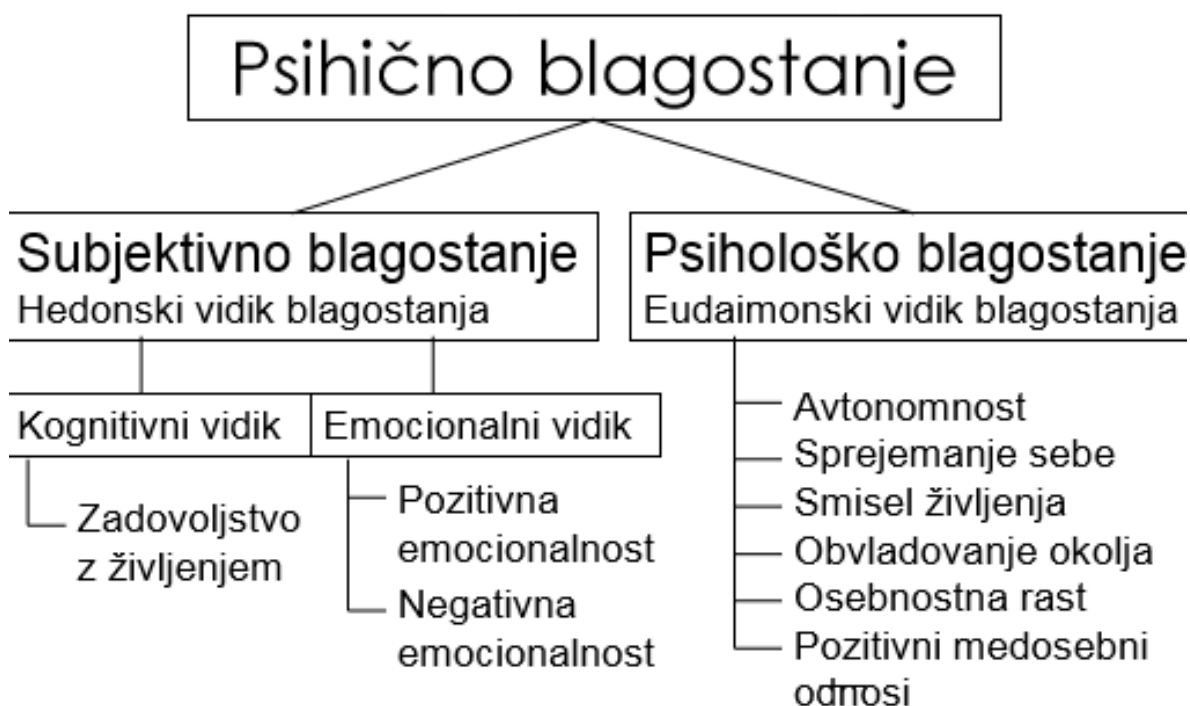 Psihično blagostanje
Subjektivno blagostanje
Hedonski vidik blagostanja
Kognitivni vidik
Zadovoljstvo
z življenjem
Emocionalni vidik
Pozitivna
emocionalnost
Negativna
emocionalnost
Psihološko blagostanje
Eudaimonski vidik blagostanja
Avtonomnost
Sprejemanje sebe
Smisel življenja
Obvladovanje okolja
Osebnostna rast
Pozitivni medosebni
odnosi